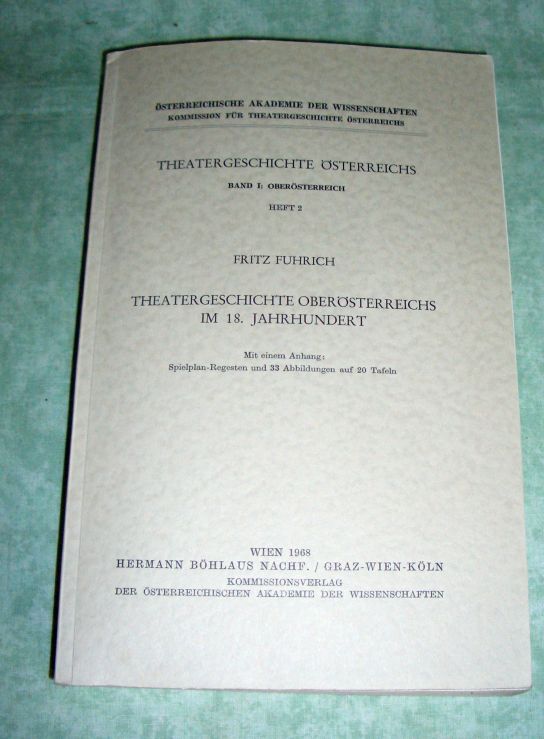 ÖSTERREICHISCHE AKADEMIE DER WISSENSCHAFTEN
KOMMISSION FÜR THEATERGESCHICHTE ÖSTERREICHS
THEATERGESCHICHTE ÖSTERREICHS
BAND I: OBERÖSTERREICH
HEFT 2
FRITZ FUHRICH
THEATERGESCHICHTE OBERÖSTERREICHS
IM 18. JAHRHUNDERT
Mit einem Anhang:
Spielplan-Regesten und 33 Abbildungen auf 20 Tafeln
WIEN 1968
HERMANN BÖHLAUS NACHF. / GRAZ-WIEN-KÖLN
KOMMISSIONSVERLAG
DER ÖSTERREICHISCHEN AKADEMIE DER WISSENSCHAFTEN